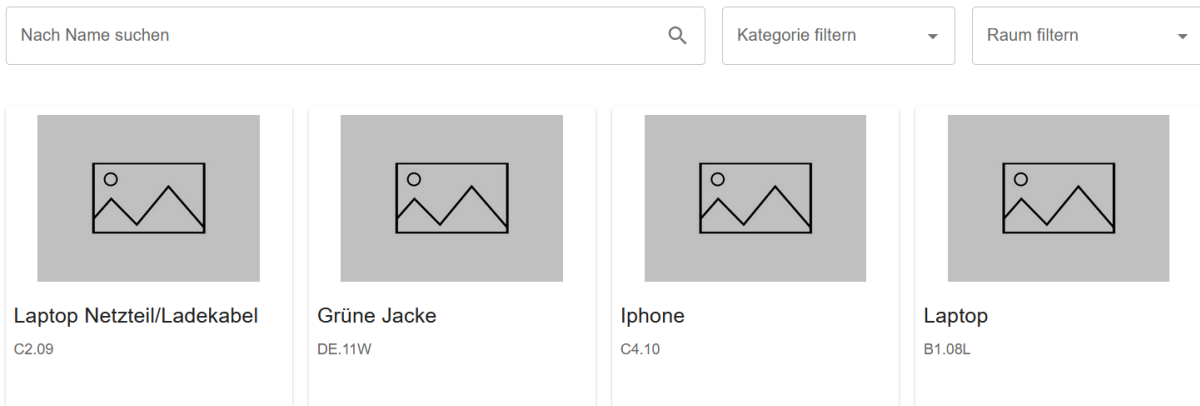 Nach Name suchen
Kategorie filtern
Raum filtern
Laptop Netzteil/Ladekabel
C2.09
Grüne Jacke
DE.11W
Iphone
C4.10
Laptop
B1.08L